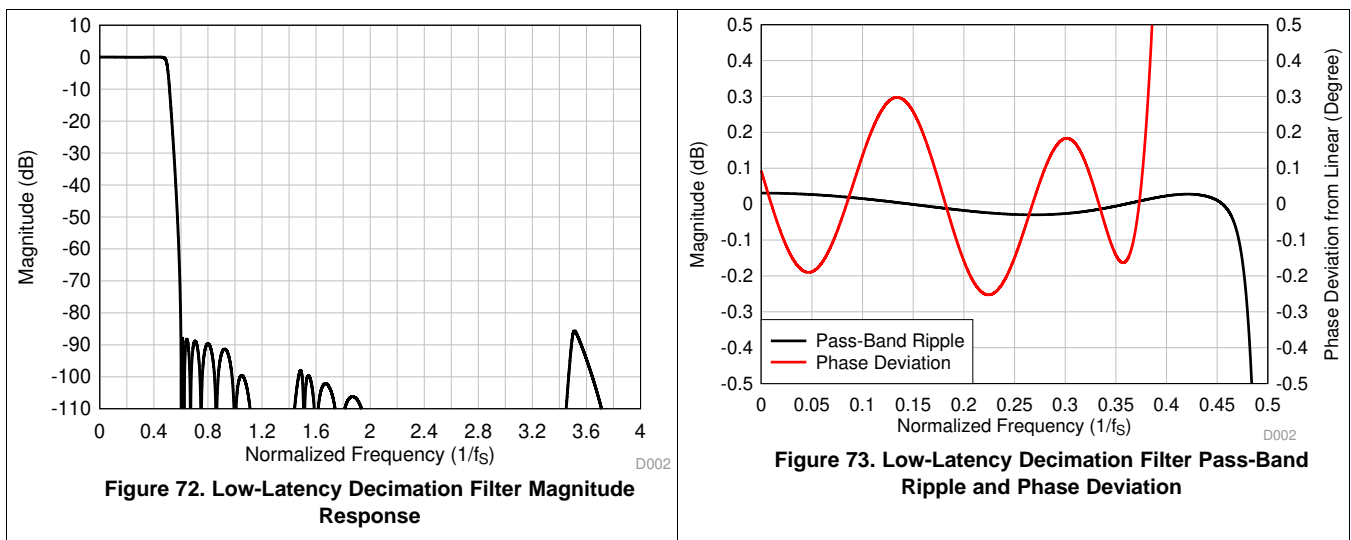 10
0
-10
-20
-30
-40
-50
-60
-70
-80
-90
-100
-110
Magnitude (dB)
0 0.4 0.8 1.2 1.6 2 2.4 2.8 3.2 3.6 4
Normalized Frequency (1/fS)
D002
Figure 72. Low-Latency Decimation Filter Magnitude
Response
0.5
0.4
0.3
0.2
0.1
0
-0.1
-0.2
-0.3
-0.4
-0.5
Magnitude (dB)
Pass-Band Ripple
Phase Deviation
0.5
0.4
0.3
0.2
0.1
0
-0.1
-0.2
-0.3
-0.4
-0.5
Phase Deviation from Linear (Degree)
0 0.05 0.1 0.15 0.2 0.25 0.3 0.35 0.4 0.45 0.5
Normalized Frequency (1/fS)
D002
Figure 73. Low-Latency Decimation Filter Pass-Band
Ripple and Phase Deviation